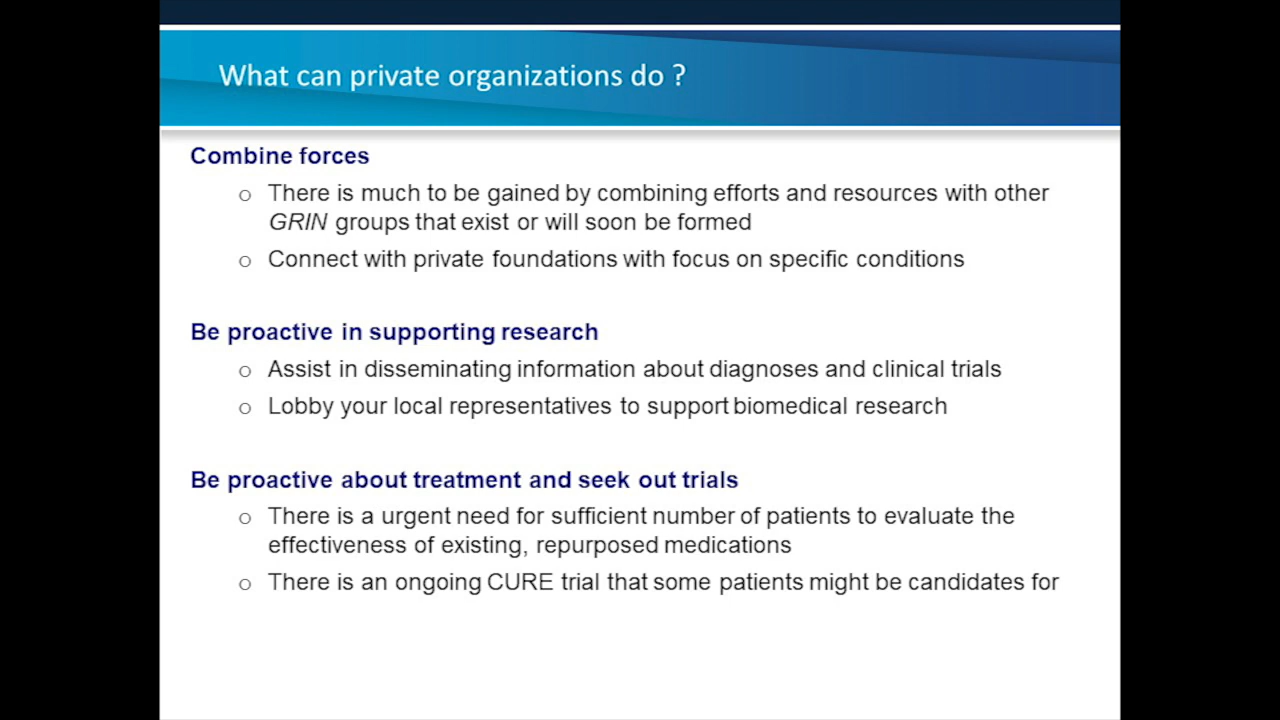 What can private organizations do ?
Combine forces
o There is much to be gained by combining efforts and resources with other
GRIN groups that exist or will soon be formed
o Connect with private foundations with focus on specific conditions
Be proactive in supporting research
o Assist in disseminating information about diagnoses and clinical trials
o Lobby your local representatives to support biomedical research
Be proactive about treatment and seek out trials
o There is a urgent need for sufficient number of patients to evaluate the
effectiveness of existing, repurposed medications
o There is an ongoing CURE trial that some patients might be candidates for